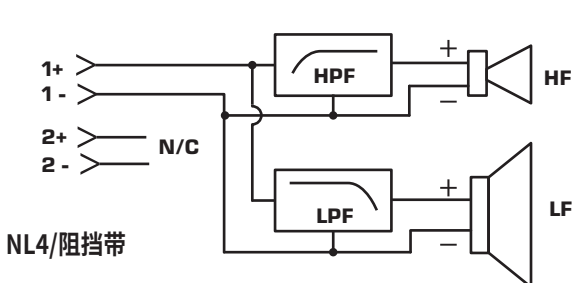 1+
1 -
2+
2 -
N/C
HPF
+
−
HF
LPF
+
−
LF
NL4/阻挡带